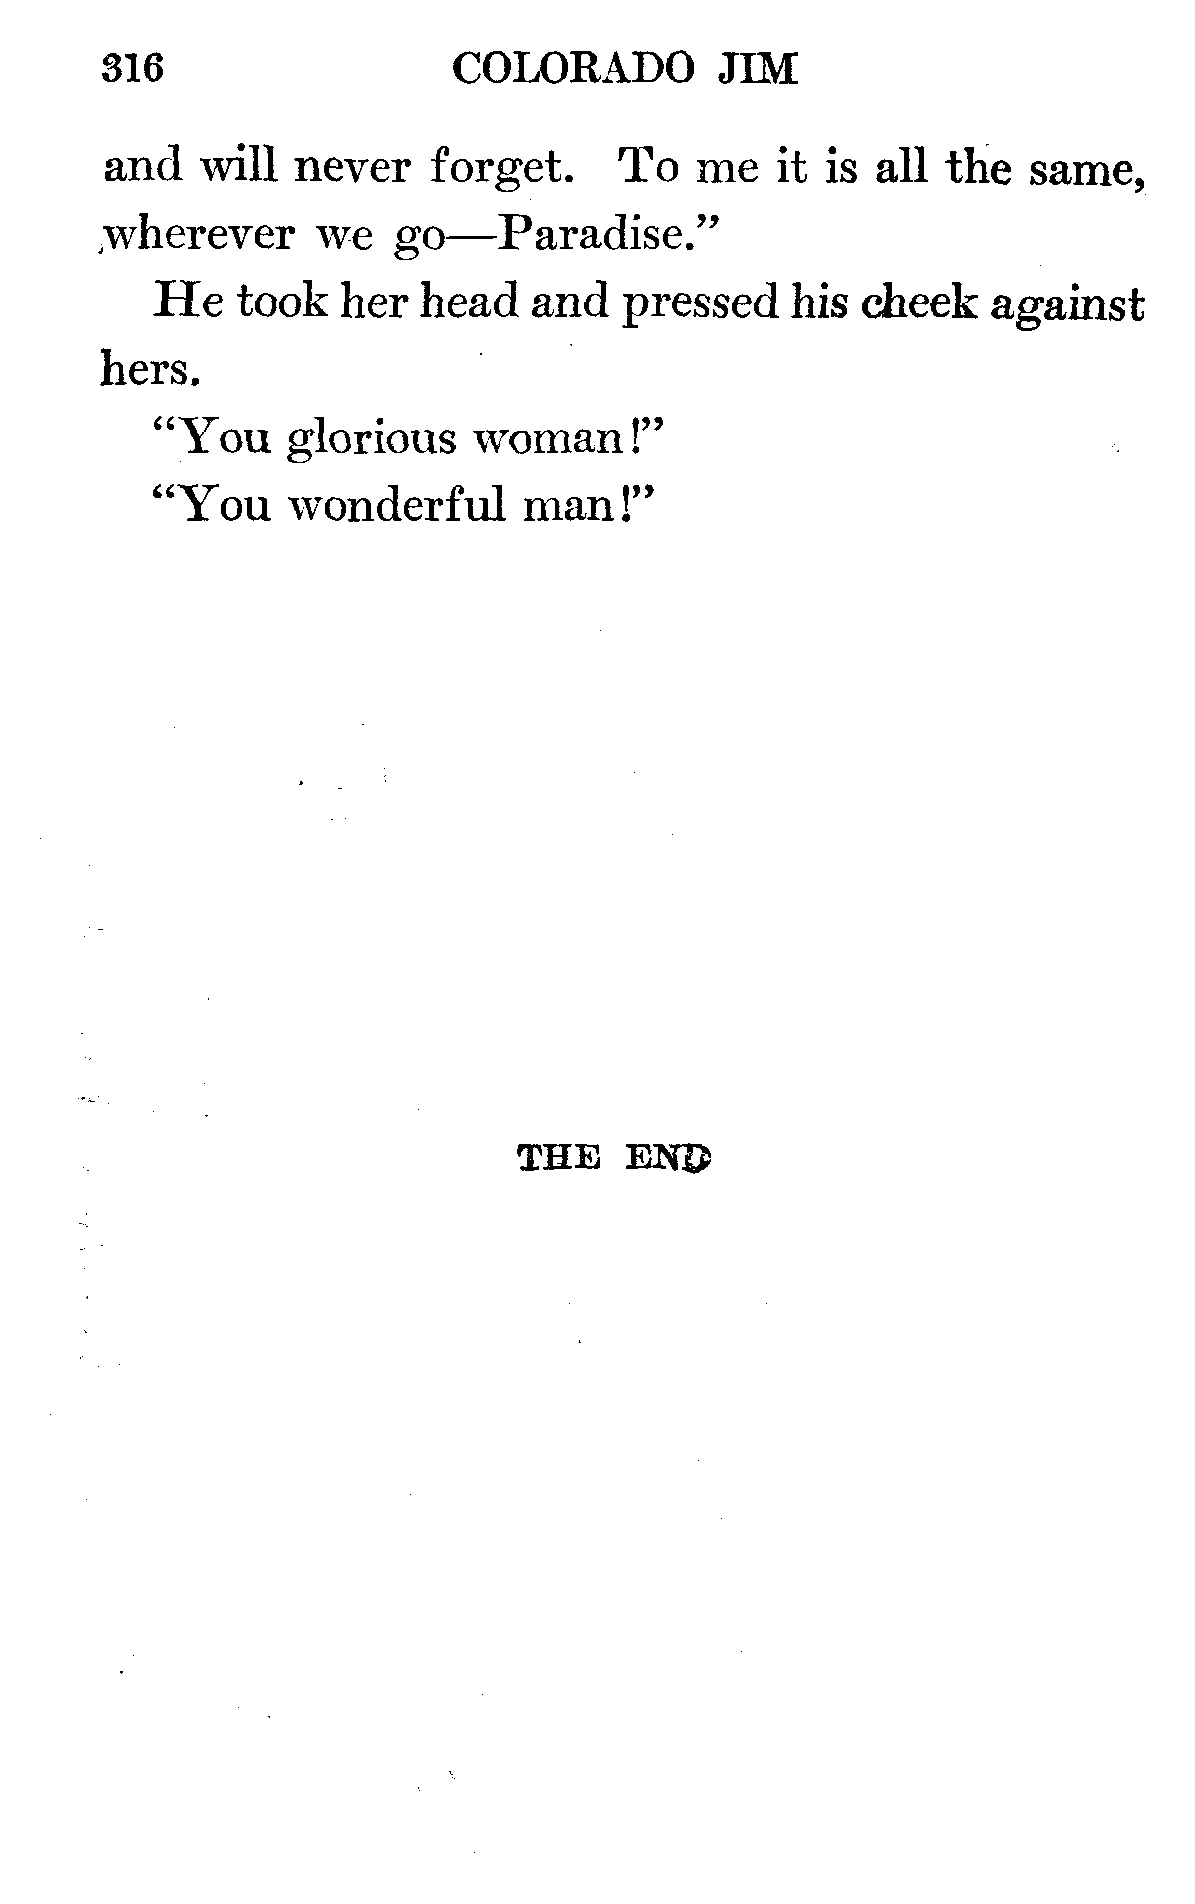 316 COLORADO JIM
and will never forget. To me it is all the same,
wherever we go—Paradise.”
He took her head and pressed his cheek against
hers.
“You glorious woman!”
“You wonderful man!”
THE END